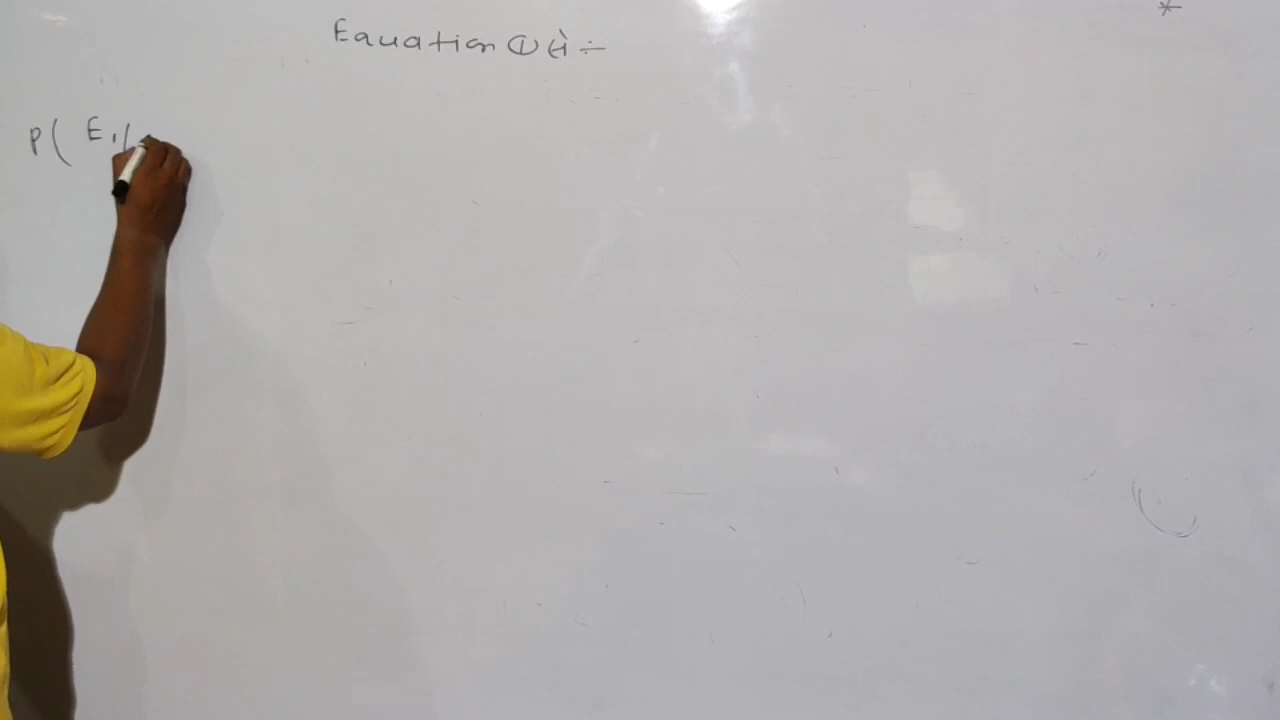 *
Equation ① से ÷
P( E₁/